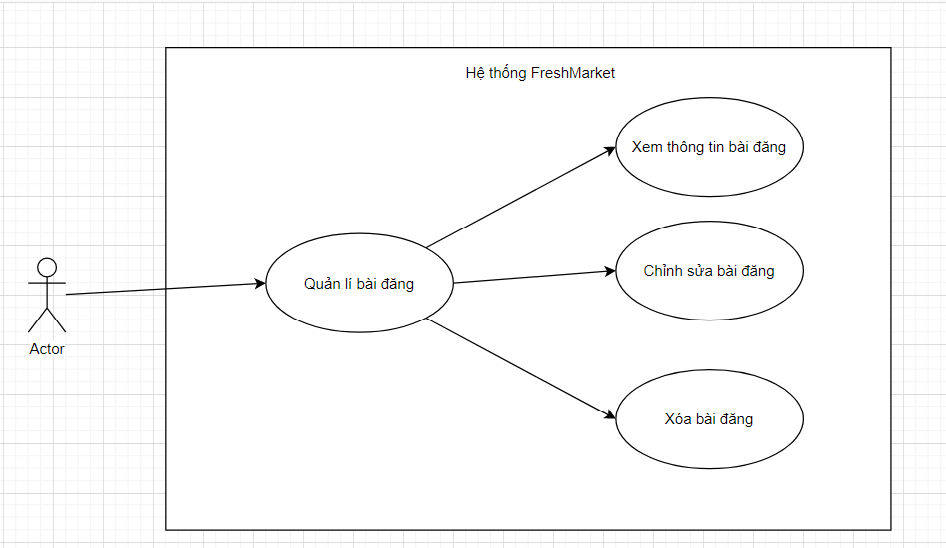 Hệ thống FreshMarket
Xem thông tin bài đăng
Chỉnh sửa bài đăng
Quản lí bài đăng
Actor
Xóa bài đăng